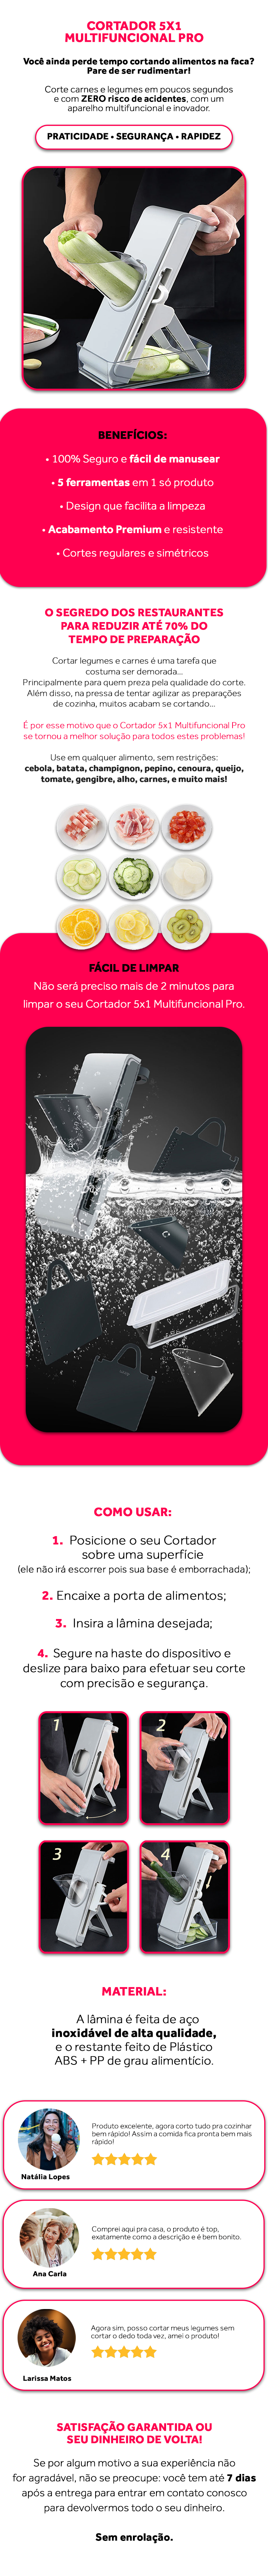 CORTADOR 5X1
MULTIFUNCIONAL PRO
Você ainda perde tempo cortando alimentos na faca?
Pare de ser rudimentar!
Corte carnes e legumes em poucos segundos
e com ZERO risco de acidentes, com um
aparelho multifuncional e inovador.
PRATICIDADE • SEGURANÇA • RAPIDEZ
BENEFÍCIOS:
• 100% Seguro e fácil de manusear
• 5 ferramentas em 1 só produto
• Design que facilita a limpeza
• Acabamento Premium e resistente
• Cortes regulares e simétricos
O SEGREDO DOS RESTAURANTES
PARA REDUZIR ATÉ 70% DO
TEMPO DE PREPARAÇÃO
Cortar legumes e carnes é uma tarefa que
costuma ser demorada...
Principalmente para quem preza pela qualidade do corte.
Além disso, na pressa de tentar agilizar as preparações
de cozinha, muitos acabam se cortando...
É por esse motivo que o Cortador 5x1 Multifuncional Pro
se tornou a melhor solução para todos estes problemas!
Use em qualquer alimento, sem restrições:
cebola, batata, champignon, pepino, cenoura, queijo,
tomate, gengibre, alho, carnes, e muito mais!
FÁCIL DE LIMPAR
Não será preciso mais de 2 minutos para
limpar o seu Cortador 5x1 Multifuncional Pro.
COMO USAR:
1. Posicione o seu Cortador
sobre uma superfície
(ele não irá escorrer pois sua base é emborrachada);
2. Encaixe a porta de alimentos;
3. Insira a lâmina desejada;
4. Segure na haste do dispositivo e
deslize para baixo para efetuar seu corte
com precisão e segurança.
1
2
3
4
MATERIAL:
A lâmina é feita de aço
inoxidável de alta qualidade,
e o restante feito de Plástico
ABS + PP de grau alimentício.
Produto excelente, agora corto tudo pra cozinhar
bem rápido! Assim a comida fica pronta bem mais
rápido!
Natália Lopes
Comprei aqui pra casa, o produto é top,
exatamente como a descrição e é bem bonito.
Ana Carla
Agora sim, posso cortar meus legumes sem
cortar o dedo toda vez, amei o produto!
Larissa Matos
SATISFAÇÃO GARANTIDA OU
SEU DINHEIRO DE VOLTA!
Se por algum motivo a sua experiência não
for agradável, não se preocupe: você tem até 7 dias
após a entrega para entrar em contato conosco
para devolvermos todo o seu dinheiro.
Sem enrolação.